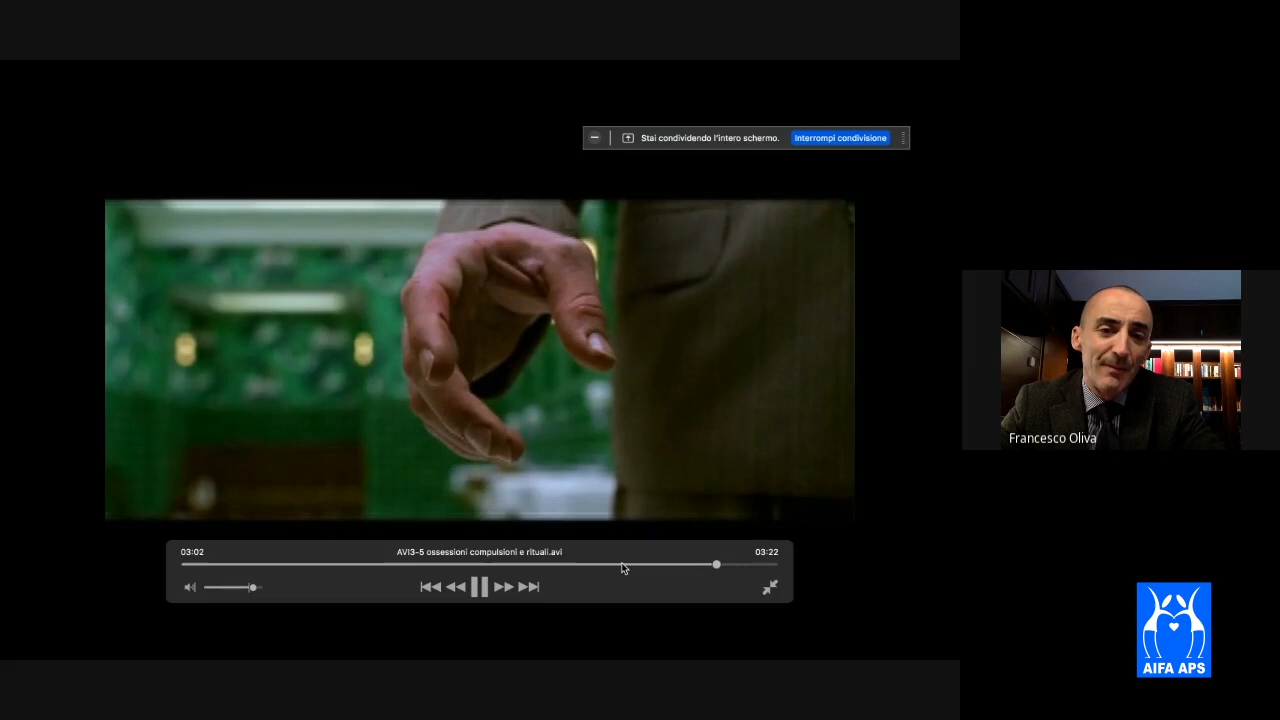 Stai condividendo l'intero schermo. Interrompi condivisione
03:02 AVI3-5 ossessioni compulsioni e rituali.avi 03:22
Francesco Oliva
AIFA APS